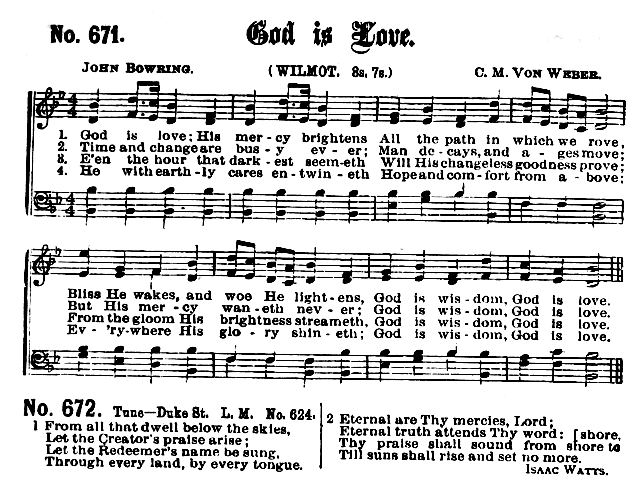 No. 671. God is Love.
JOHN BOWRING. (WILMOT. 8s, 7s.) C. M. VON WEBER.
1. God is love; His mer - cy brightens All the path in which we rove,
2. Time and change are bus - y ev - er; Man de - cays, and a - ges move;
3. E'en the hour that dark - est seem - eth Will His changeless goodness prove;
4. He with earth - ly cares en - twin - eth Hope and com - fort from a - bove;
Bliss He wakes, and woe He light - ens, God is wis - dom, God is love.
But His mer - cy wan - eth nev - er; God is wis - dom, God is love.
From the gloom His brightness streameth, God is wis - dom, God is love.
Ev - 'ry-where His glo - ry shin - eth; God is wis - dom, God is love.
No. 672. Tune—Duke St. L. M. No. 624.
1 From all that dwell below the skies,
Let the Creator's praise arise;
Let the Redeemer's name be sung,
Through every land, by every tongue.
2 Eternal are Thy mercies, Lord;
Eternal truth attends Thy word: [shore,
Thy praise shall sound from shore to
Till suns shall rise and set no more.
ISAAC WATTS.